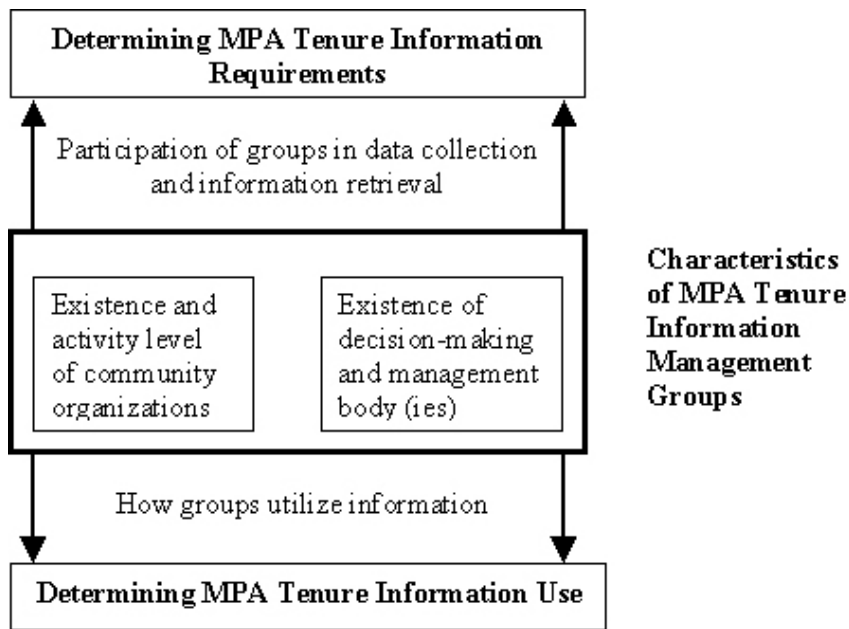 Determining MPA Tenure Information
Requirements
Participation of groups in data collection
and information retrieval
Existence and
activity level
of community
organizations
Existence of
decision-making
and management
body (ies)
Characteristics
of MPA Tenure
Information
Management
Groups
How groups utilize information
Determining MPA Tenure Information Use